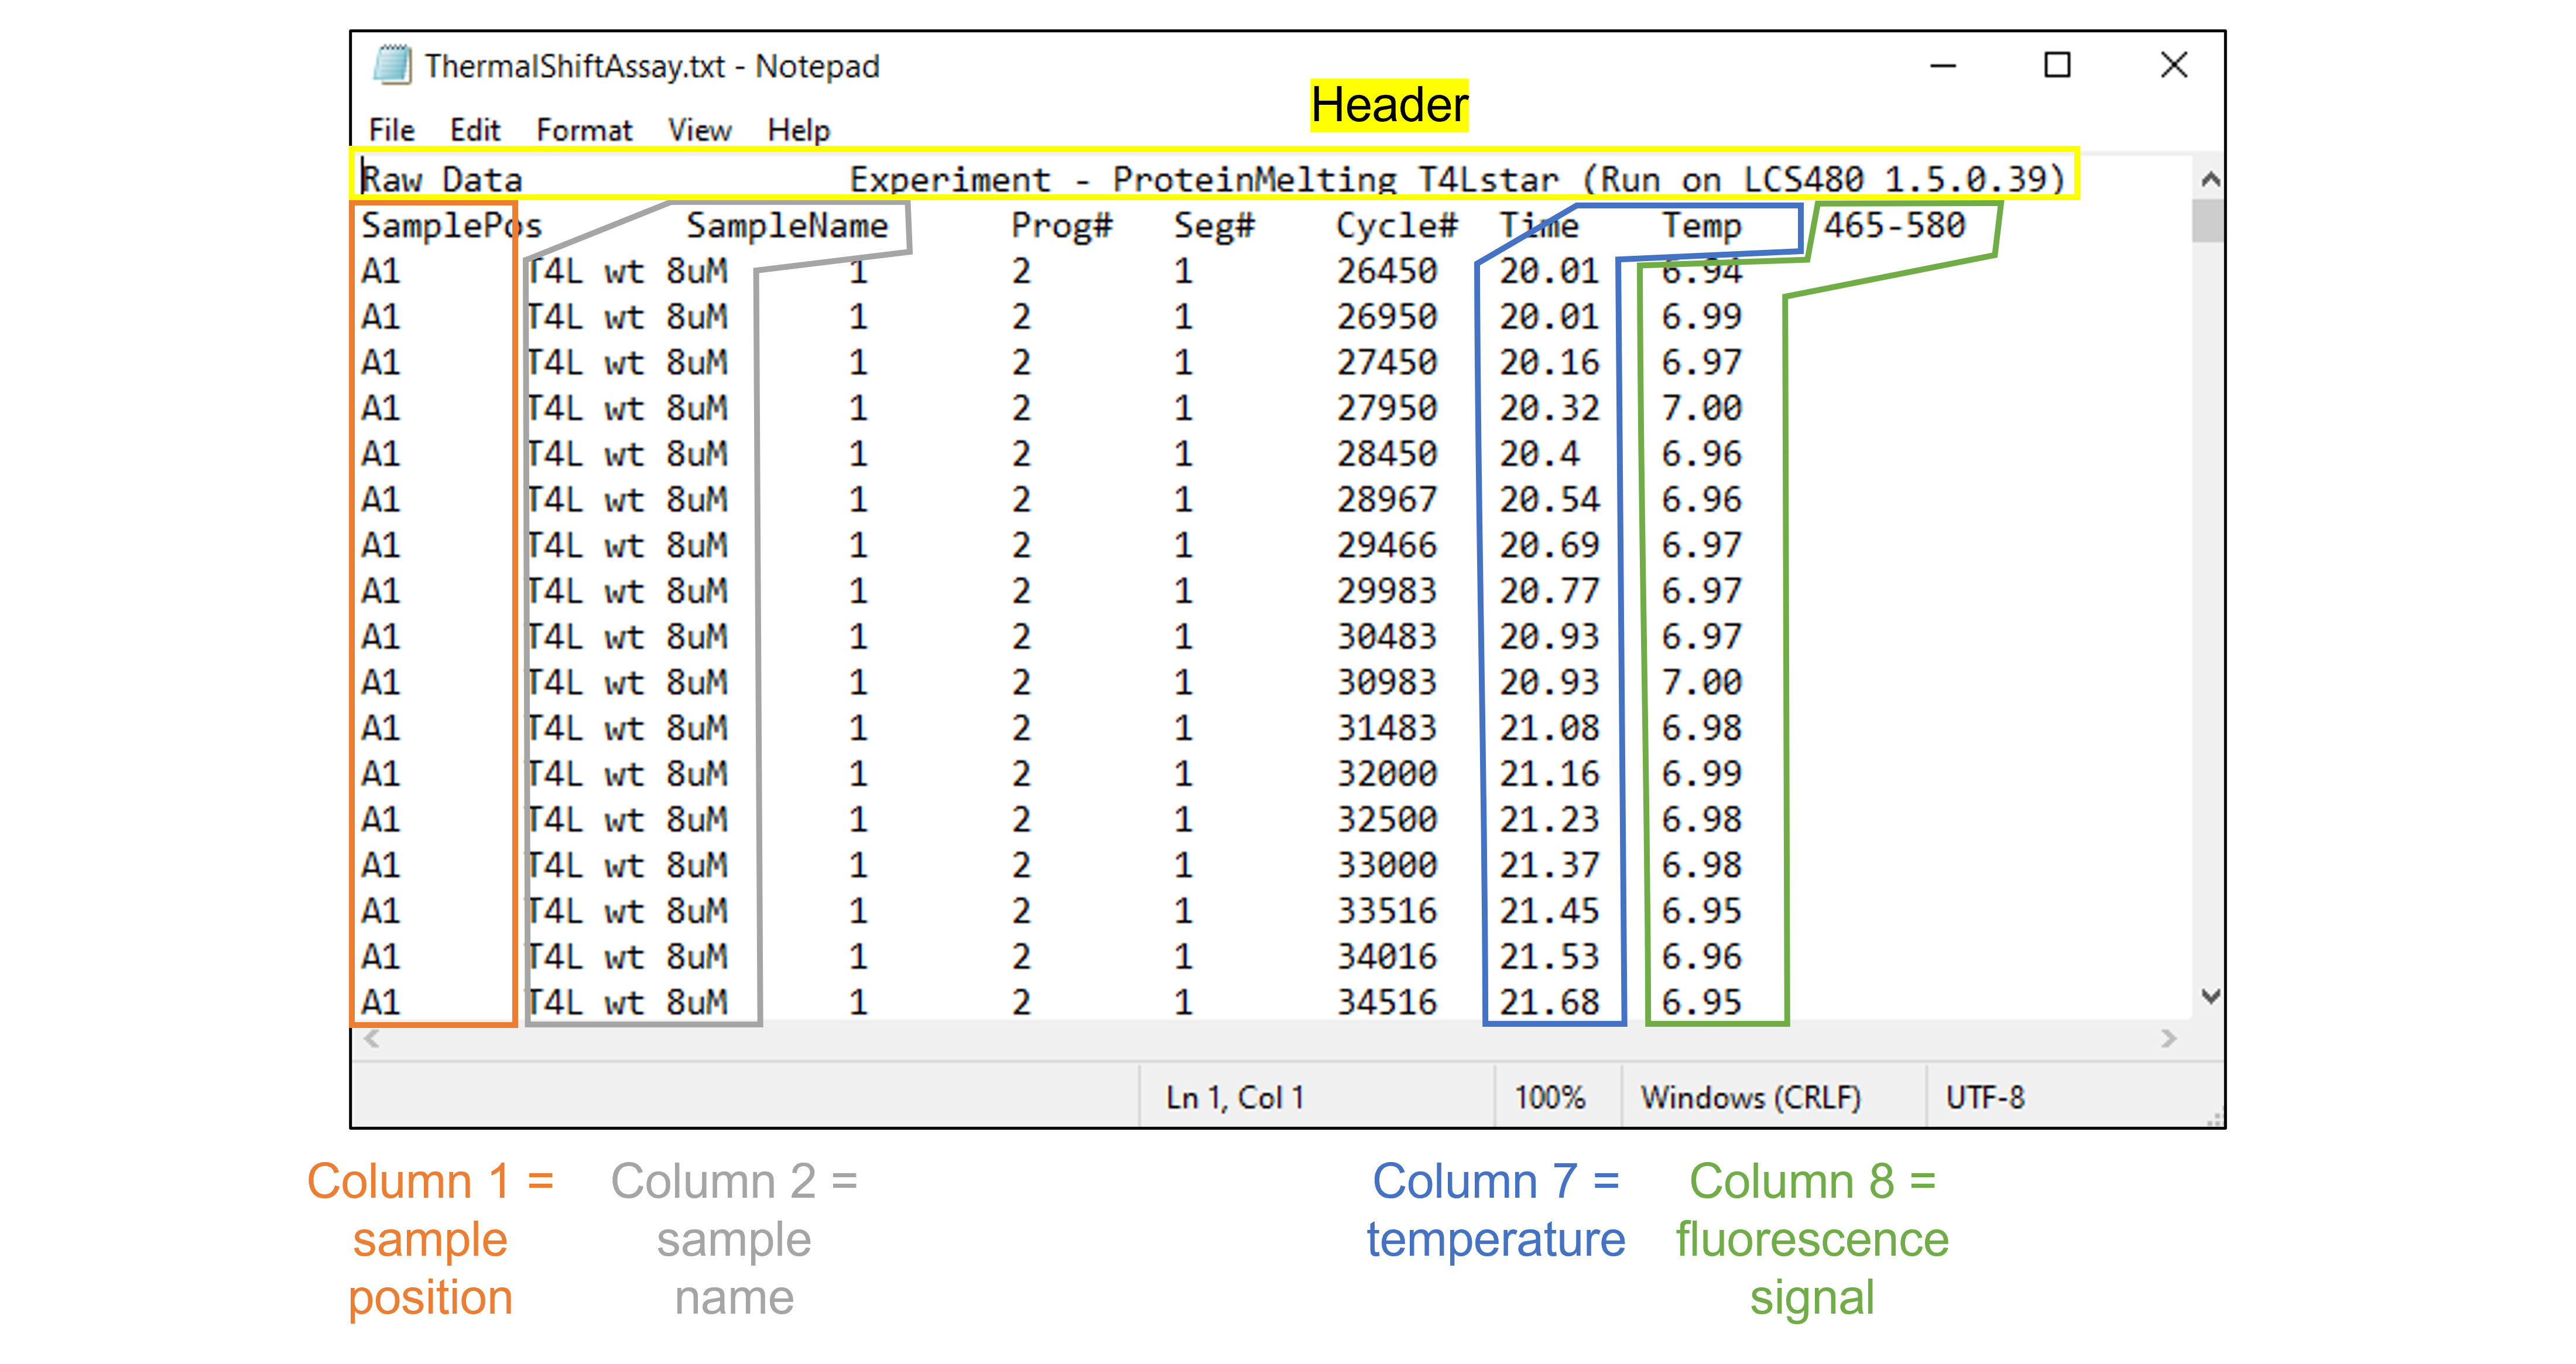 ThermalShiftAssay.txt - Notepad
Header
File Edit Format View Help
Raw Data Experiment - ProteinMelting T4Lstar (Run on LCS480 1.5.0.39)
SamplePos SampleName Prog# Seg# Cycle# Time Temp 465-580
A1 T4L wt 8uM 1 2 1 26450 20.01 6.94
A1 T4L wt 8uM 1 2 1 26950 20.01 6.99
A1 T4L wt 8uM 1 2 1 27450 20.16 6.97
A1 T4L wt 8uM 1 2 1 27950 20.32 7.00
A1 T4L wt 8uM 1 2 1 28450 20.4 6.96
A1 T4L wt 8uM 1 2 1 28967 20.54 6.96
A1 T4L wt 8uM 1 2 1 29466 20.69 6.97
A1 T4L wt 8uM 1 2 1 29983 20.77 6.97
A1 T4L wt 8uM 1 2 1 30483 20.93 6.97
A1 T4L wt 8uM 1 2 1 30983 20.93 7.00
A1 T4L wt 8uM 1 2 1 31483 21.08 6.98
A1 T4L wt 8uM 1 2 1 32000 21.16 6.99
A1 T4L wt 8uM 1 2 1 32500 21.23 6.98
A1 T4L wt 8uM 1 2 1 33000 21.37 6.98
A1 T4L wt 8uM 1 2 1 33516 21.45 6.95
A1 T4L wt 8uM 1 2 1 34016 21.53 6.96
A1 T4L wt 8uM 1 2 1 34516 21.68 6.95
Ln 1, Col 1 100% Windows (CRLF) UTF-8
Column 1 =
sample
position
Column 2 =
sample
name
Column 7 =
temperature
Column 8 =
fluorescence
signal